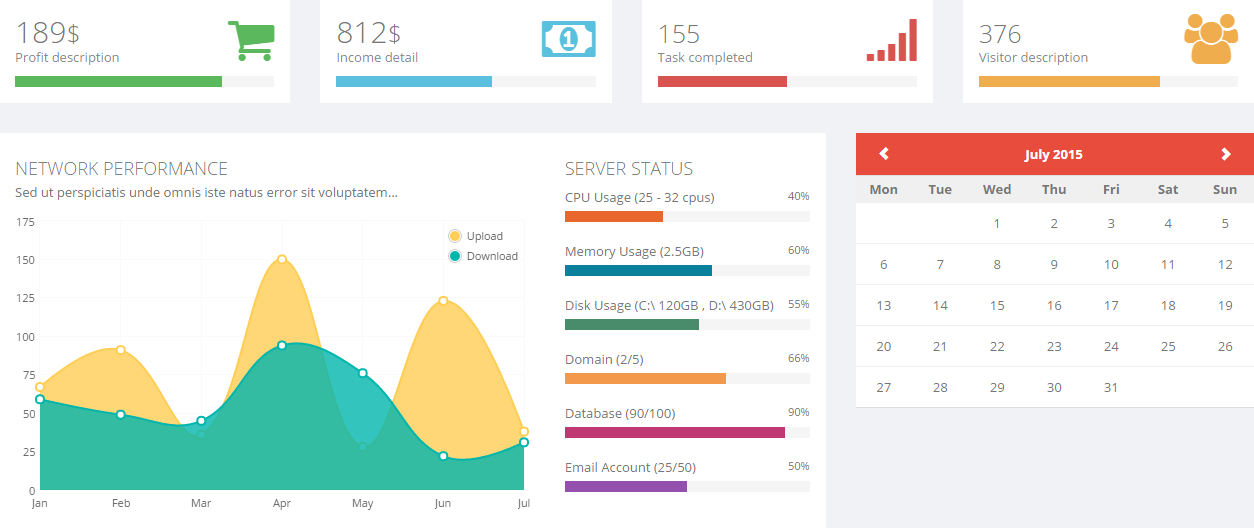 189$
Profit description
812$
1
Income detail
155
Task completed
376
Visitor description
NETWORK PERFORMANCE
Sed ut perspiciatis unde omnis iste natus error sit voluptatem...
175
150
125
100
75
50
25
0
Upload
Download
Jan Feb Mar Apr May Jun Jul
SERVER STATUS
CPU Usage (25 - 32 cpus) 40%
Memory Usage (2.5GB) 60%
Disk Usage (C:\ 120GB , D:\ 430GB) 55%
Domain (2/5) 66%
Database (90/100) 90%
Email Account (25/50) 50%
July 2015
Mon Tue Wed Thu Fri Sat Sun
1 2 3 4 5
6 7 8 9 10 11 12
13 14 15 16 17 18 19
20 21 22 23 24 25 26
27 28 29 30 31